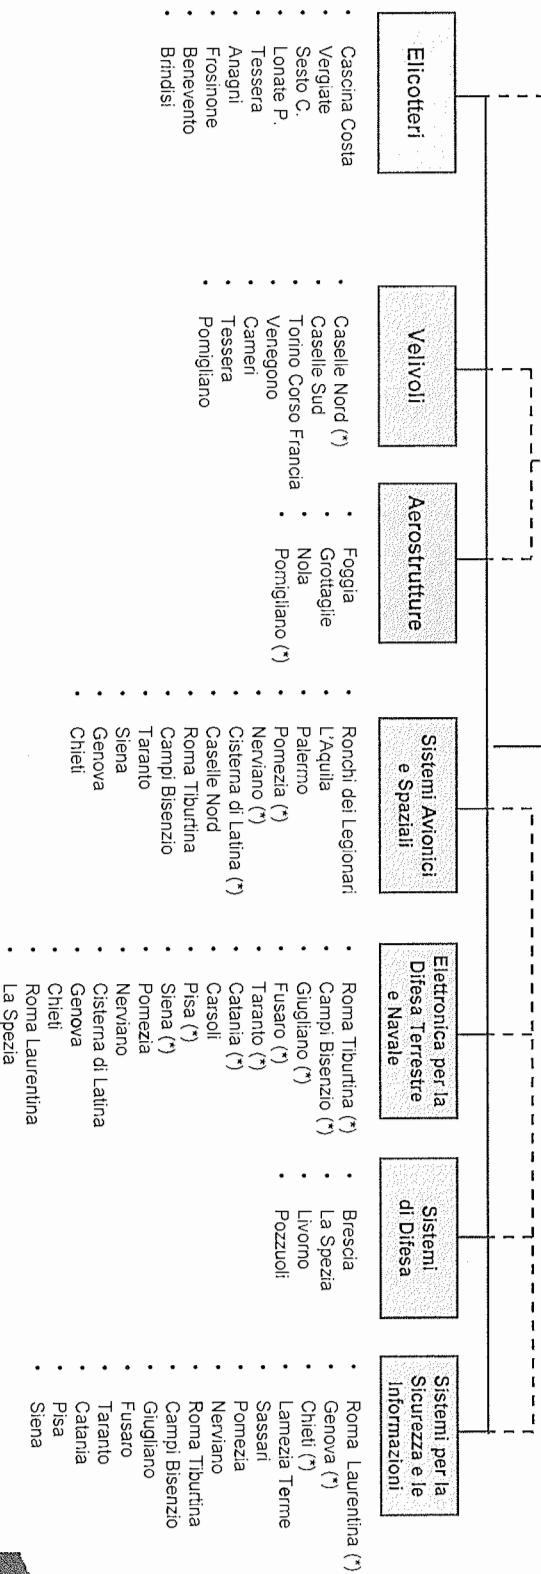 Elicotteri
• Cascina Costa
• Vergiate
• Sesto C.
• Lonate P.
• Tessera
• Anagni
• Frosinone
• Benevento
• Brindisi
Velivoli
• Caselle Nord (*)
• Caselle Sud
• Torino Corso Francia
• Venegono
• Cameri
• Tessera
• Pomigliano
Aerostrutture
• Foggia
• Grottaglie
• Nola
• Pomigliano (*)
Sistemi Avionici
e Spaziali
• Ronchi dei Legionari
• L'Aquila
• Palermo
• Pomezia (*)
• Nerviano (*)
• Cisterna di Latina (*)
• Caselle Nord
• Roma Tiburtina
• Campi Bisenzio
• Taranto
• Siena
• Genova
• Chieti
Elettronica per la
Difesa Terrestre
e Navale
• Roma Tiburtina (*)
• Campi Bisenzio (*)
• Giugliano (*)
• Fusaro (*)
• Taranto (*)
• Catania (*)
• Carsoli
• Pisa (*)
• Siena (*)
• Pomezia
• Nerviano
• Cisterna di Latina
• Genova
• Chieti
• Roma Laurentina
• La Spezia
Sistemi
di Difesa
• Brescia
• La Spezia
• Livorno
• Pozzuoli
Sistemi per la
Sicurezza e le
Informazioni
• Roma Laurentina (*)
• Genova (*)
• Chieti (*)
• Lamezia Terme
• Sassari
• Pomezia
• Nerviano
• Roma Tiburtina
• Campi Bisenzio
• Giugliano
• Fusaro
• Taranto
• Catania
• Pisa
• Siena